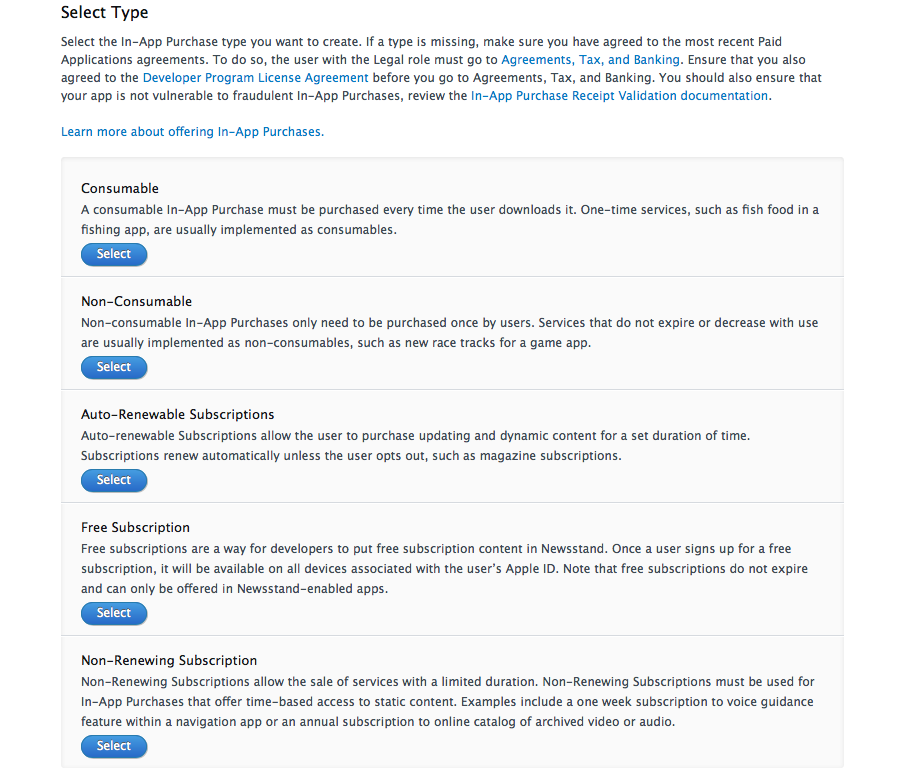 Select Type
Select the In-App Purchase type you want to create. If a type is missing, make sure you have agreed to the most recent Paid
Applications agreements. To do so, the user with the Legal role must go to Agreements, Tax, and Banking. Ensure that you also
agreed to the Developer Program License Agreement before you go to Agreements, Tax, and Banking. You should also ensure that
your app is not vulnerable to fraudulent In-App Purchases, review the In-App Purchase Receipt Validation documentation.
Learn more about offering In-App Purchases.
Consumable
A consumable In-App Purchase must be purchased every time the user downloads it. One-time services, such as fish food in a
fishing app, are usually implemented as consumables.
Select
Non-Consumable
Non-consumable In-App Purchases only need to be purchased once by users. Services that do not expire or decrease with use
are usually implemented as non-consumables, such as new race tracks for a game app.
Select
Auto-Renewable Subscriptions
Auto-renewable Subscriptions allow the user to purchase updating and dynamic content for a set duration of time.
Subscriptions renew automatically unless the user opts out, such as magazine subscriptions.
Select
Free Subscription
Free subscriptions are a way for developers to put free subscription content in Newsstand. Once a user signs up for a free
subscription, it will be available on all devices associated with the user's Apple ID. Note that free subscriptions do not expire
and can only be offered in Newsstand-enabled apps.
Select
Non-Renewing Subscription
Non-Renewing Subscriptions allow the sale of services with a limited duration. Non-Renewing Subscriptions must be used for
In-App Purchases that offer time-based access to static content. Examples include a one week subscription to voice guidance
feature within a navigation app or an annual subscription to online catalog of archived video or audio.
Select